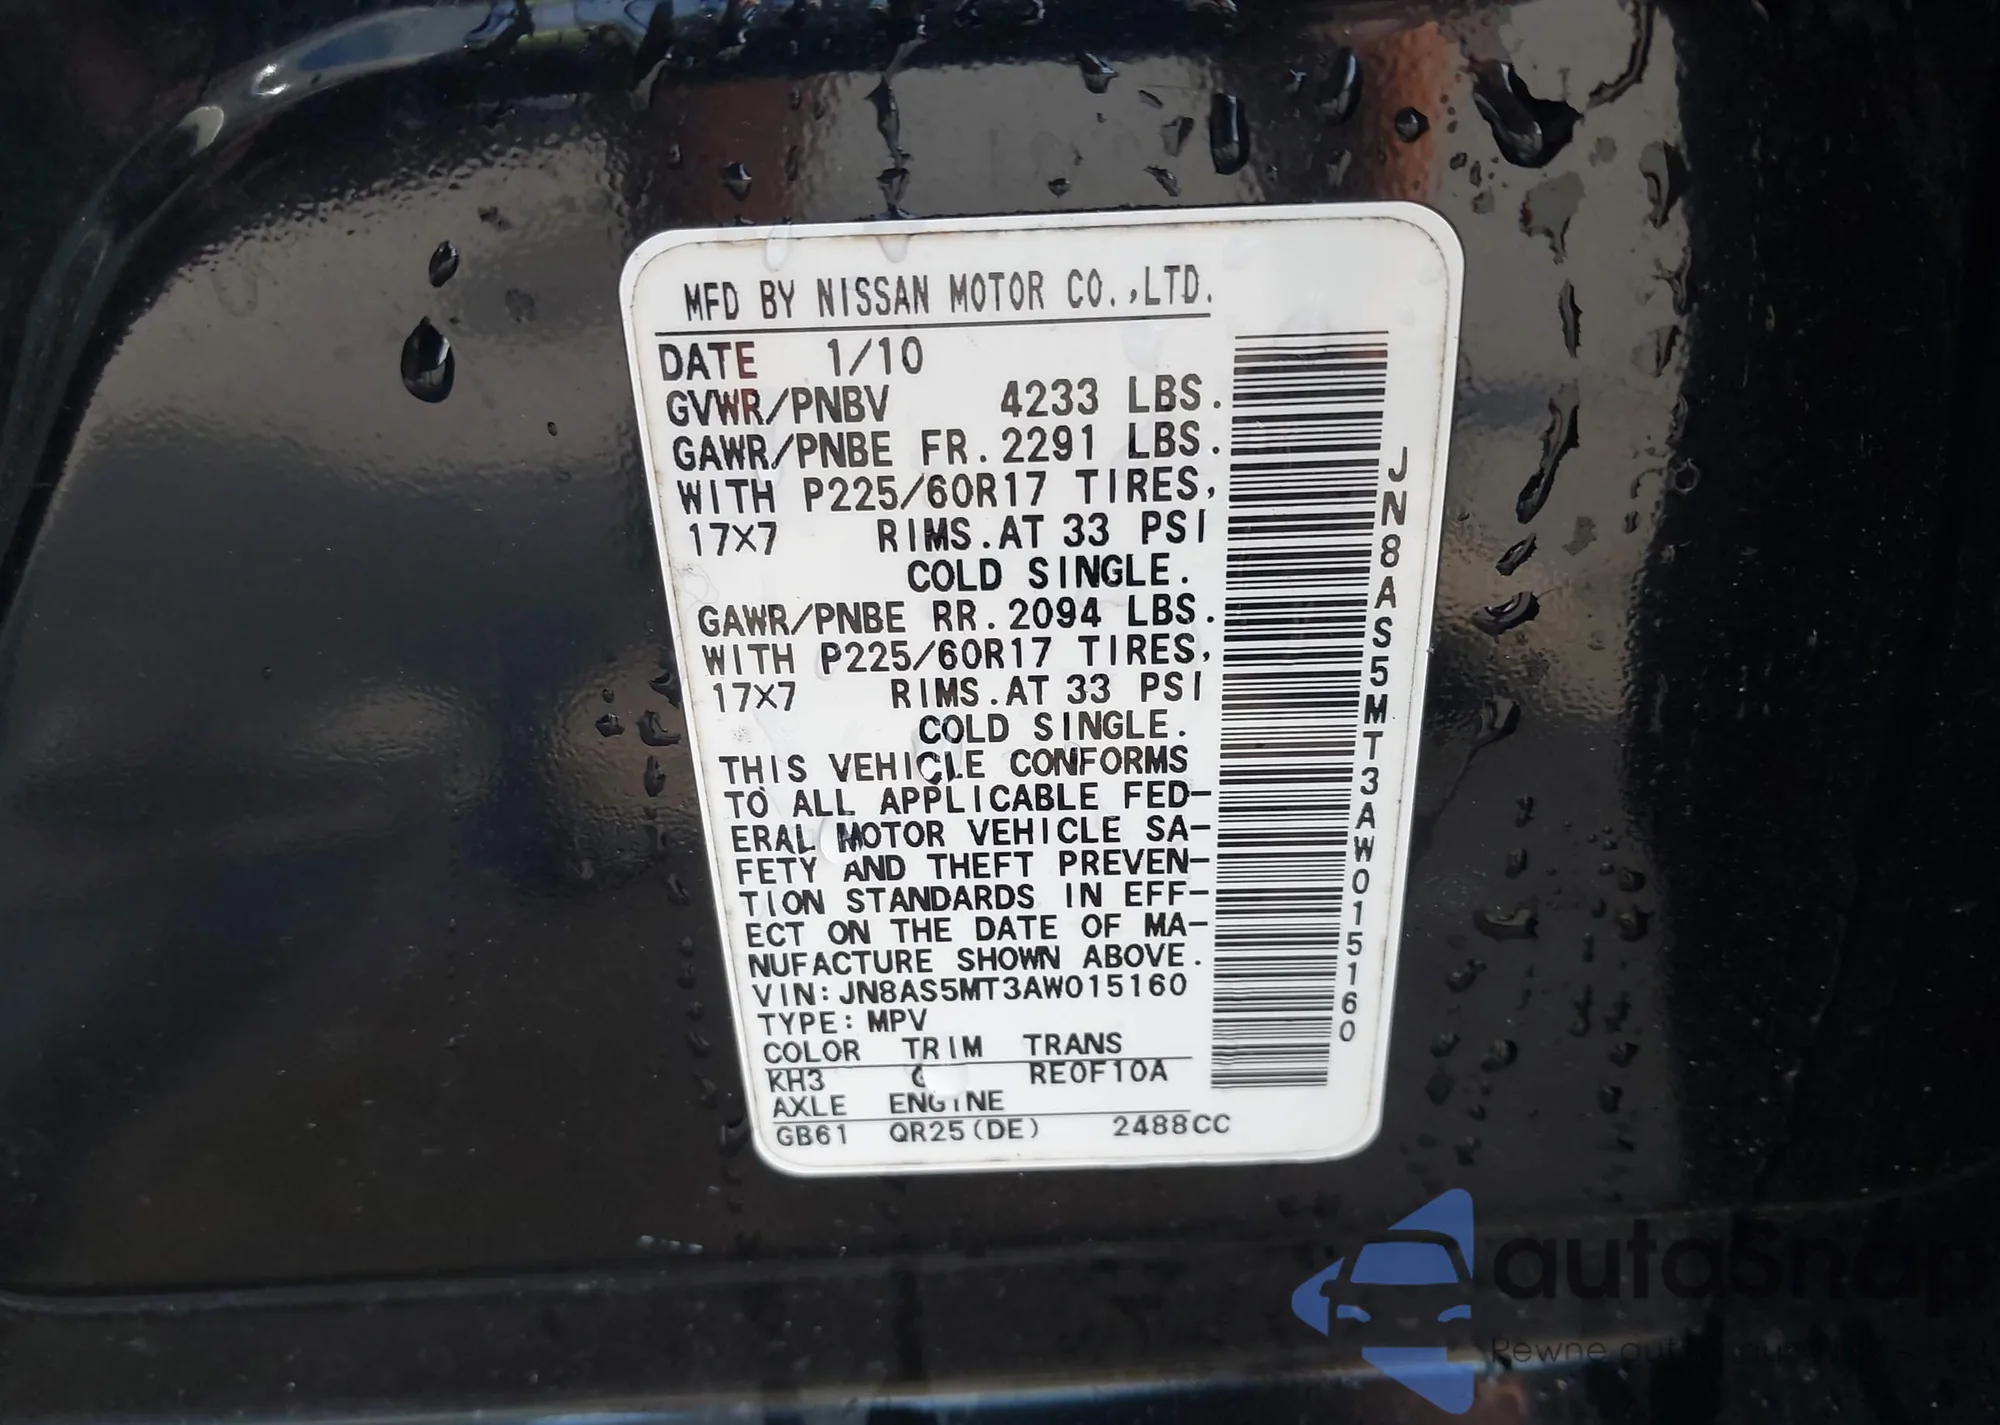 MFD BY NISSAN MOTOR CO.,LTD.
DATE 1/10
GVWR/PNBV 4233 LBS.
GAWR/PNBE FR. 2291 LBS.
WITH P225/60R17 TIRES,
17X7 RIMS.AT 33 PSI
COLD SINGLE.
GAWR/PNBE RR. 2094 LBS.
WITH P225/60R17 TIRES,
17X7 RIMS.AT 33 PSI
COLD SINGLE.
THIS VEHICLE CONFORMS
TO ALL APPLICABLE FED-
ERAL MOTOR VEHICLE SA-
FETY AND THEFT PREVEN-
TION STANDARDS IN EFF-
ECT ON THE DATE OF MA-
NUFACTURE SHOWN ABOVE.
VIN:JN8AS5MT3AW015160
TYPE:MPV
COLOR TRIM TRANS
KH3 RE0F10A
AXLE ENGINE
GB61 QR25(DE) 2488CC
JN8AS5MT3AW015160
autoSnap
Pewne